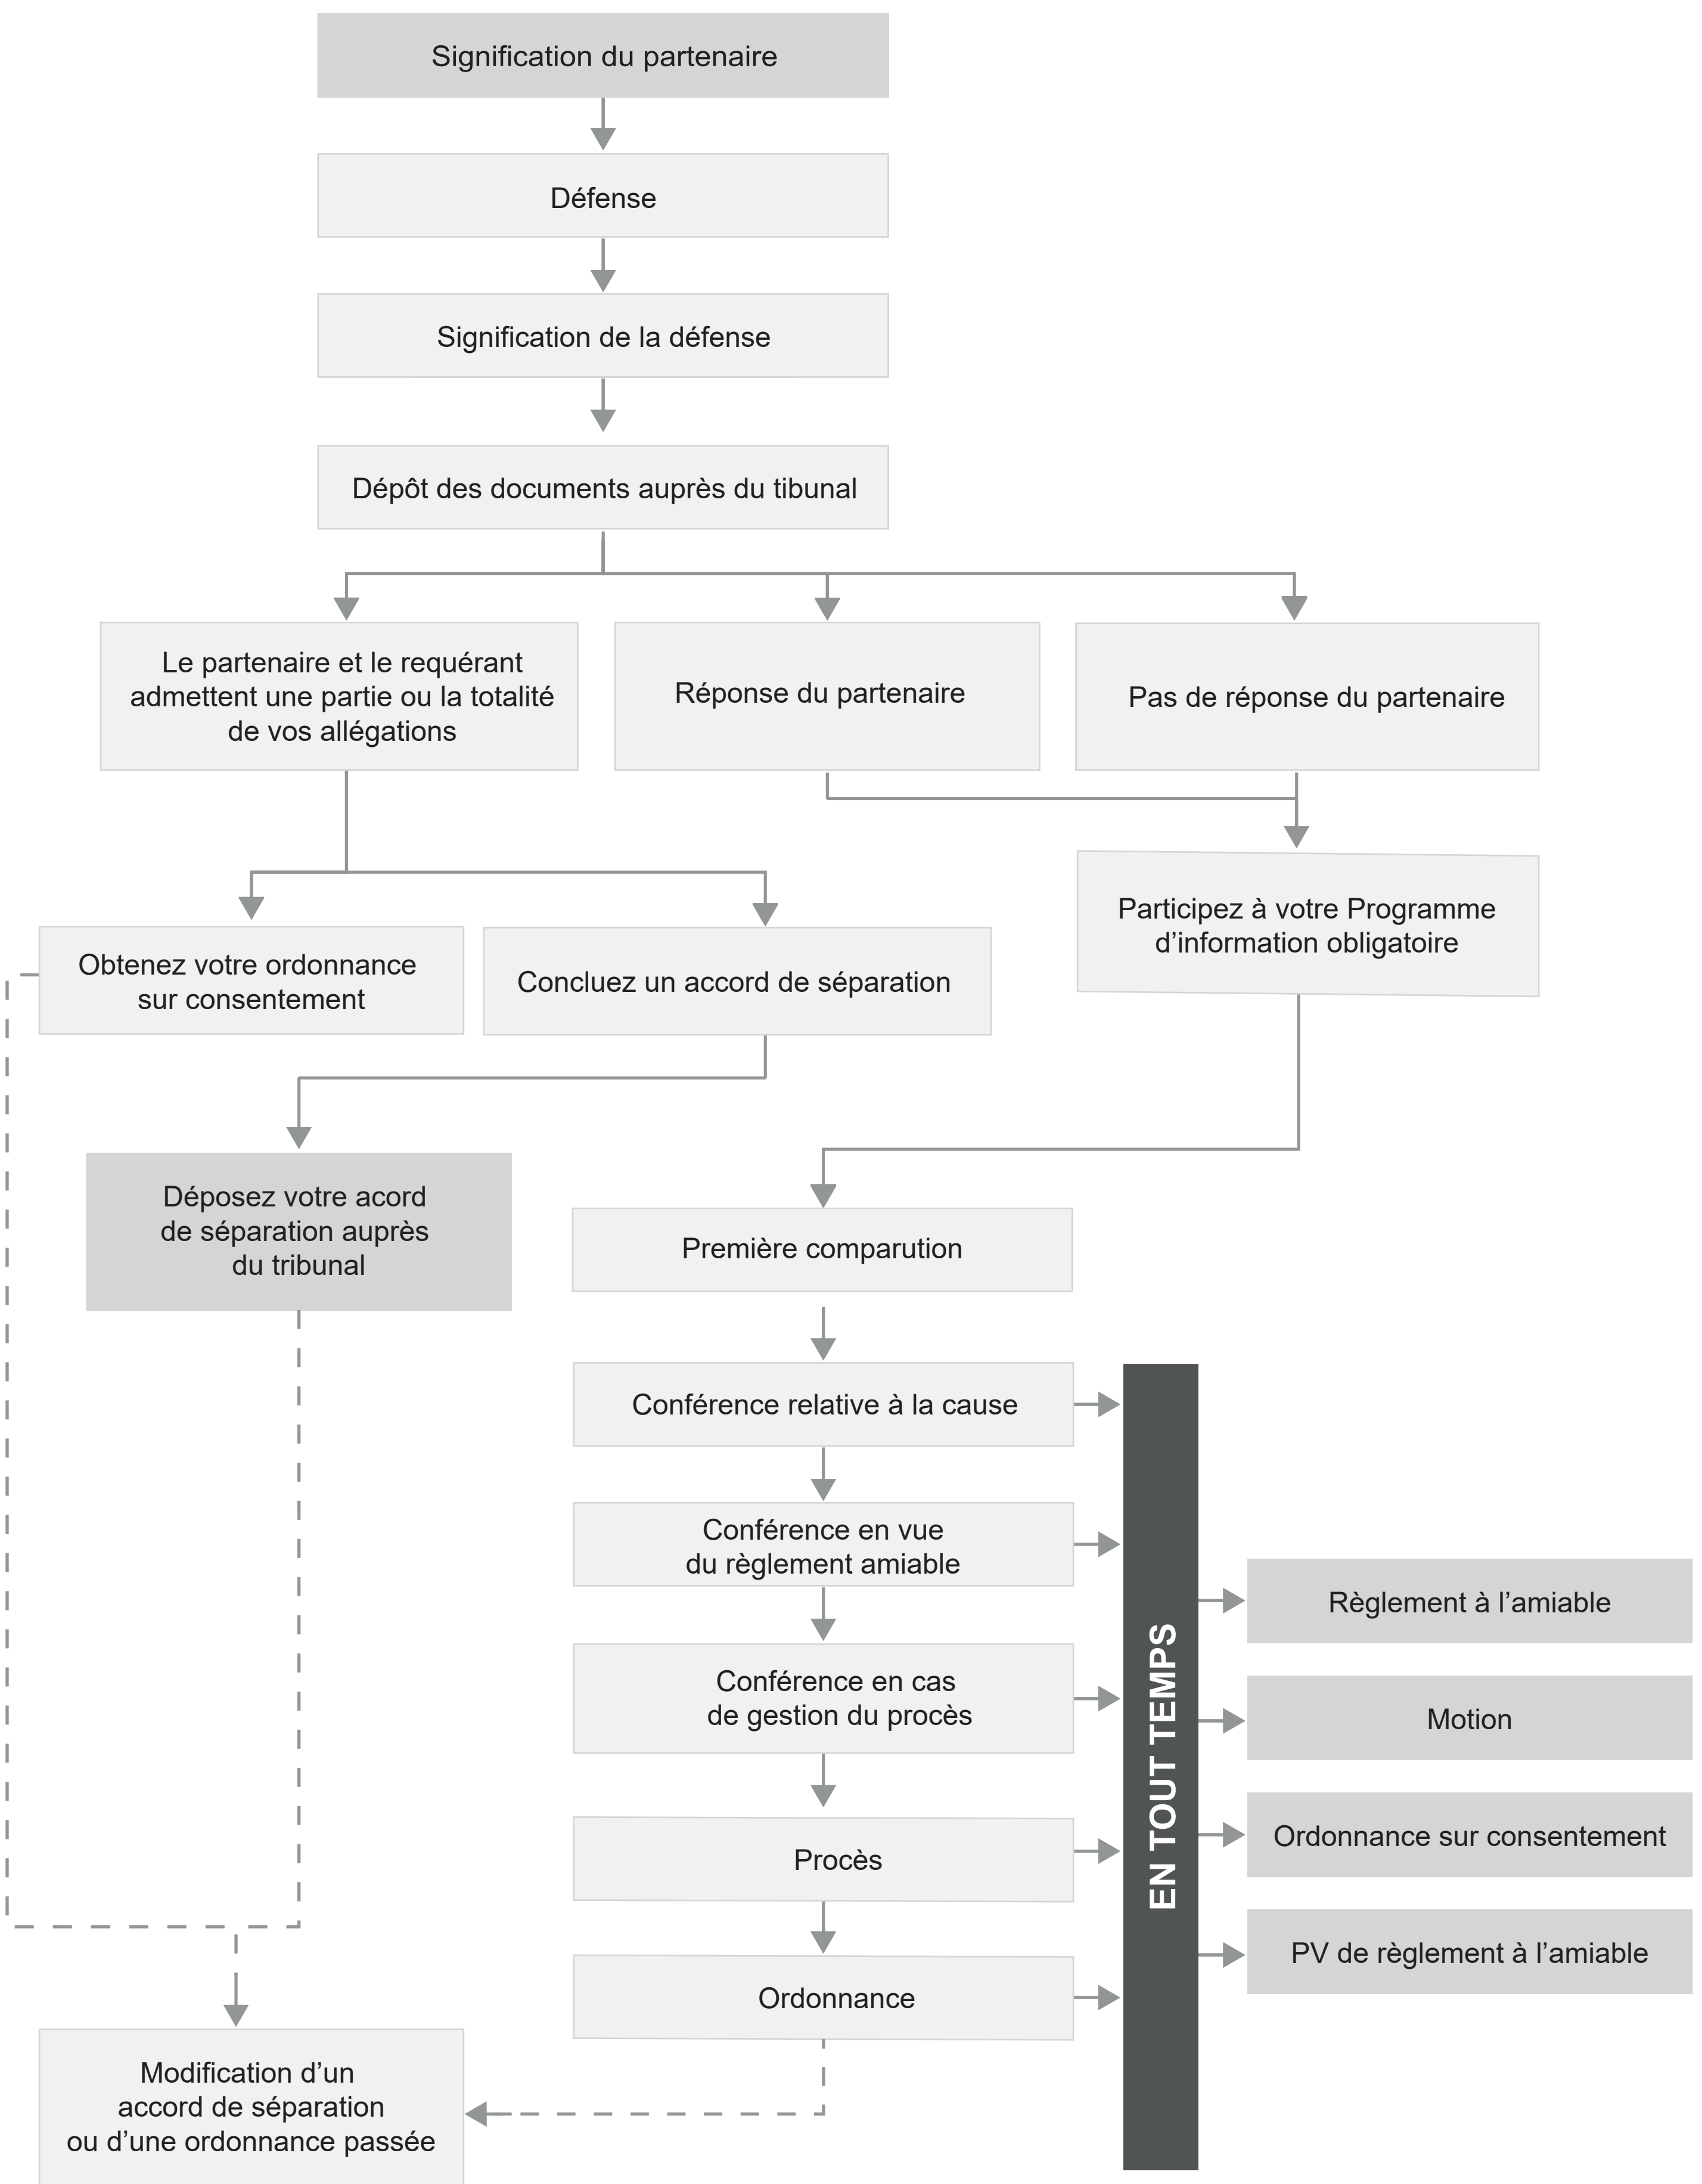 Signification du partenaire
Défense
Signification de la défense
Dépôt des documents auprès du tibunal
Le partenaire et le requérant
admettent une partie ou la totalité
de vos allégations
Réponse du partenaire
Pas de réponse du partenaire
Participez à votre Programme
d’information obligatoire
Obtenez votre ordonnance
sur consentement
Concluez un accord de séparation
Déposez votre acord
de séparation auprès
du tribunal
Première comparution
Conférence relative à la cause
Conférence en vue
du règlement amiable
Conférence en cas
de gestion du procès
Procès
Ordonnance
EN TOUT TEMPS
Règlement à l’amiable
Motion
Ordonnance sur consentement
PV de règlement à l’amiable
Modification d’un
accord de séparation
ou d’une ordonnance passée